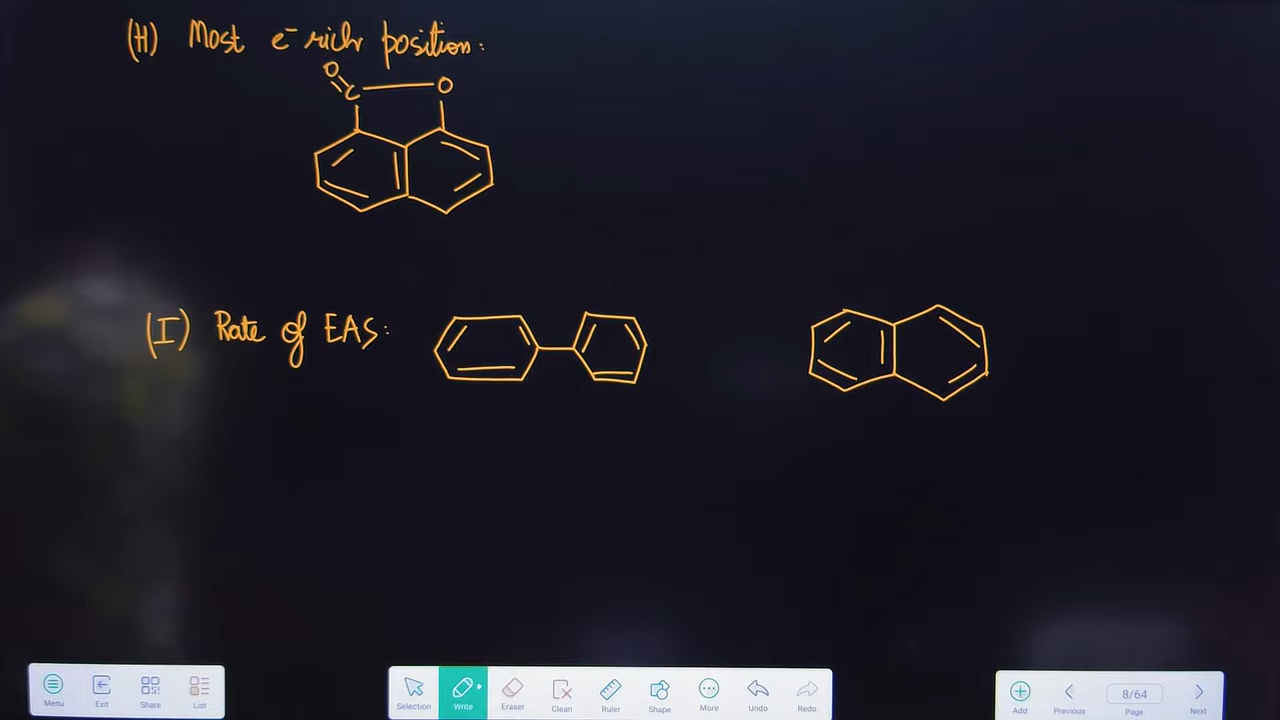 (H) Most e⁻ rich position:
O
C O
(I) Rate of EAS:
Menu Exit Share List
Selection Write Eraser Clean Ruler Shape More Undo Redo
Add Previous 8/64 Page Next